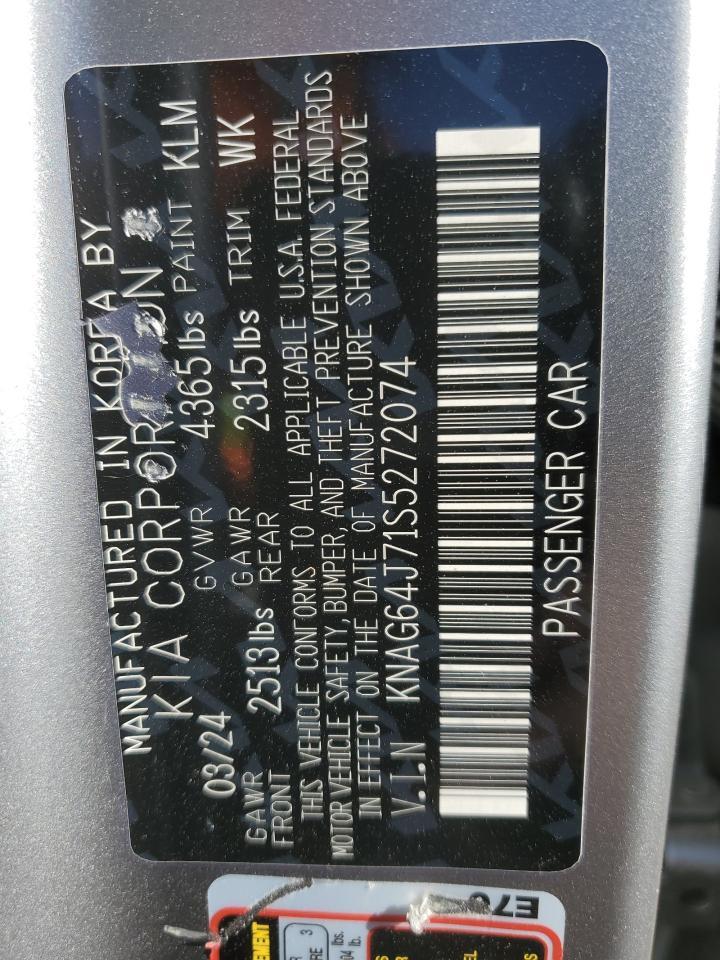 MANUFACTURED IN KOREA BY
KIA CORPORATION
03/24 GVWR 4365lbs PAINT KLM
GAWR FRONT 2513lbs GAWR REAR 2315lbs TRIM WK
THIS VEHICLE CONFORMS TO ALL APPLICABLE U.S.A. FEDERAL
MOTOR VEHICLE SAFETY, BUMPER, AND THEFT PREVENTION STANDARDS
IN EFFECT ON THE DATE OF MANUFACTURE SHOWN ABOVE
V.I.N KNAG64J71S5272074
PASSENGER CAR